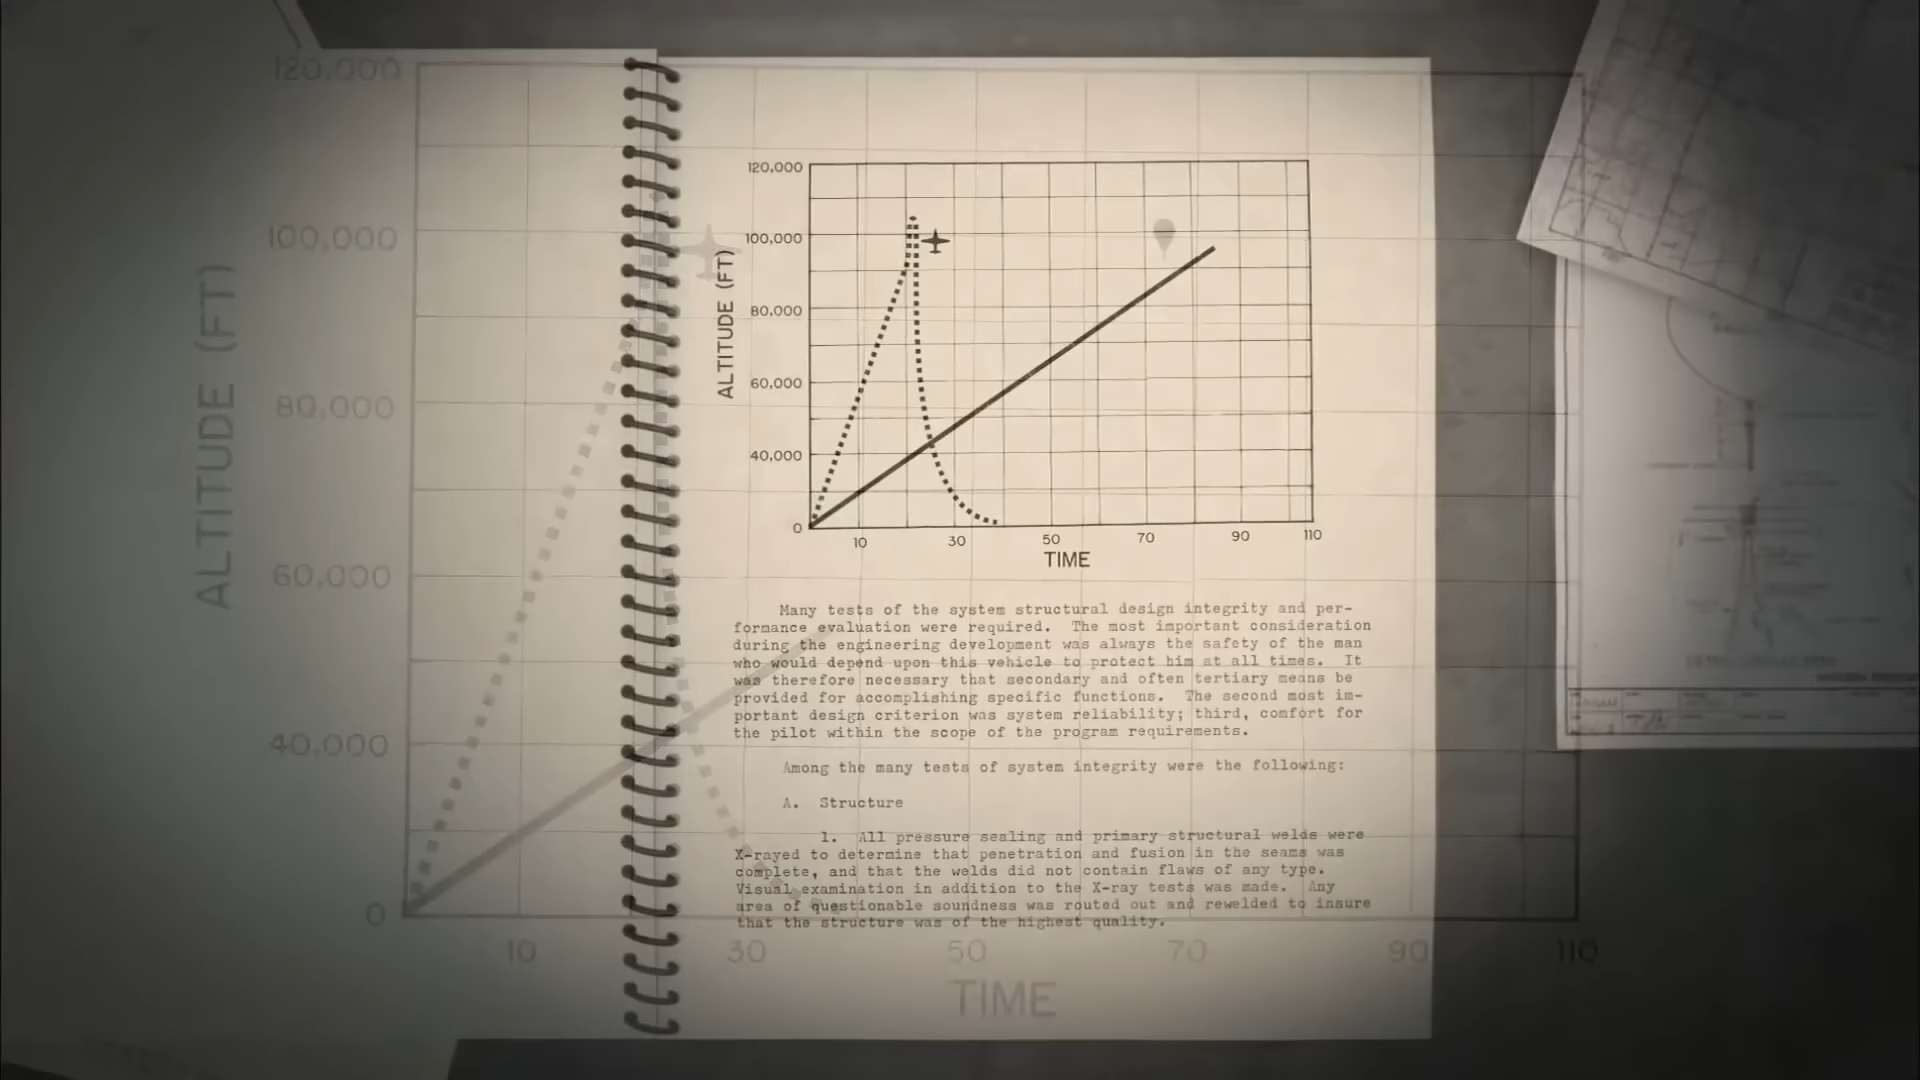 120,000
100,000
80,000
60,000
40,000
0
ALTITUDE (FT)
10 30 50 70 90 110
TIME
120,000
100,000
80,000
60,000
40,000
0
ALTITUDE (FT)
10 30 50 70 90 110
TIME
Many tests of the system structural design integrity and per-
formance evaluation were required. The most important consideration
during the engineering development was always the safety of the man
who would depend upon this vehicle to protect him at all times. It
was therefore necessary that secondary and often tertiary means be
provided for accomplishing specific functions. The second most im-
portant design criterion was system reliability; third, comfort for
the pilot within the scope of the program requirements.
Among the many tests of system integrity were the following:
A. Structure
1. All pressure sealing and primary structural welds were
X-rayed to determine that penetration and fusion in the seams was
complete, and that the welds did not contain flaws of any type.
Visual examination in addition to the X-ray tests was made. Any
area of questionable soundness was routed out and rewelded to insure
that the structure was of the highest quality.